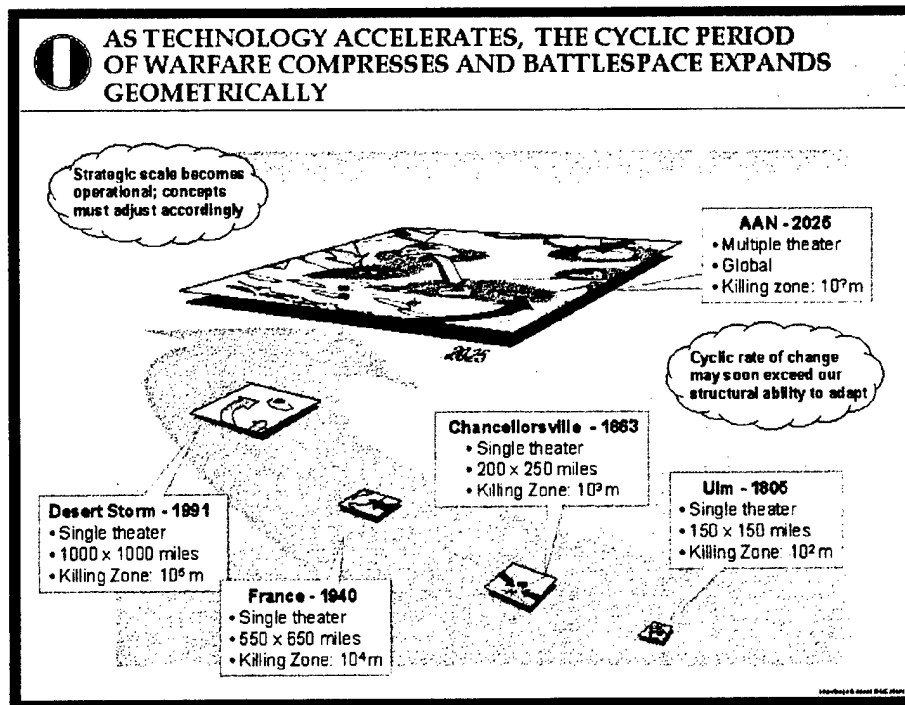 AS TECHNOLOGY ACCELERATES, THE CYCLIC PERIOD
OF WARFARE COMPRESSES AND BATTLESPACE EXPANDS
GEOMETRICALLY
Strategic scale becomes
operational; concepts
must adjust accordingly
AAN - 2025
• Multiple theater
• Global
• Killing zone: 10⁷m
2025
Cyclic rate of change
may soon exceed our
structural ability to adapt
Chancellorsville - 1863
• Single theater
• 200 x 250 miles
• Killing Zone: 10³m
Ulm - 1805
• Single theater
• 150 x 150 miles
• Killing Zone: 10² m
Desert Storm - 1991
• Single theater
• 1000 x 1000 miles
• Killing Zone: 10⁵ m
France - 1940
• Single theater
• 550 x 650 miles
• Killing Zone: 10⁴m